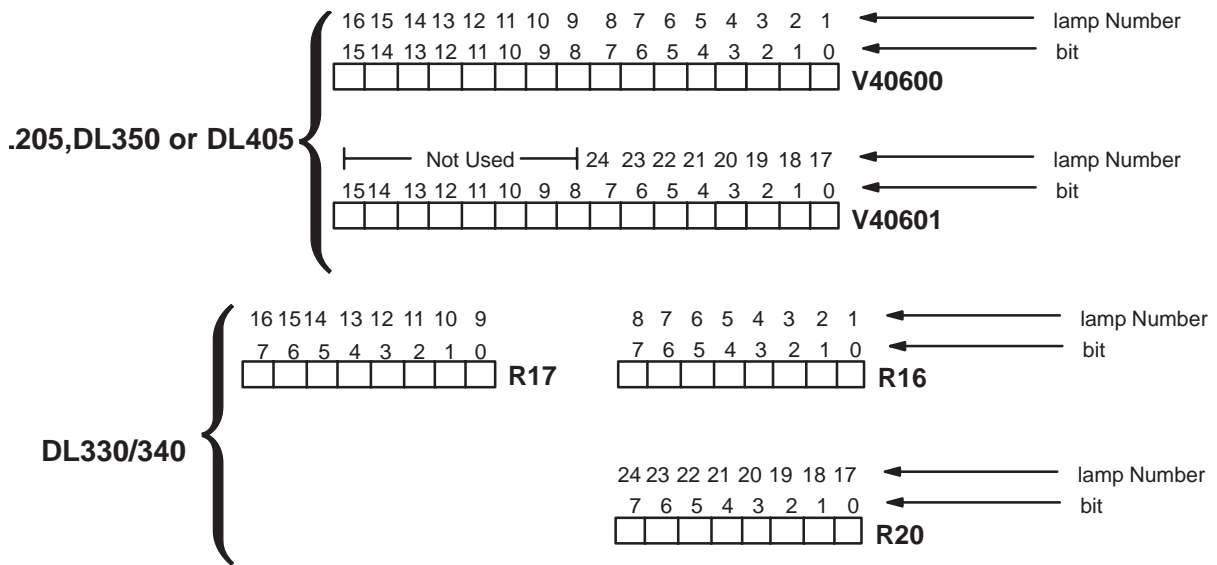 16 15 14 13 12 11 10 9 8 7 6 5 4 3 2 1 lamp Number
15 14 13 12 11 10 9 8 7 6 5 4 3 2 1 0 bit
V40600
.205,DL350 or DL405
Not Used 24 23 22 21 20 19 18 17 lamp Number
15 14 13 12 11 10 9 8 7 6 5 4 3 2 1 0 bit
V40601
16 15 14 13 12 11 10 9 8 7 6 5 4 3 2 1 lamp Number
7 6 5 4 3 2 1 0 7 6 5 4 3 2 1 0 bit
R17 R16
DL330/340
24 23 22 21 20 19 18 17 lamp Number
7 6 5 4 3 2 1 0 bit
R20